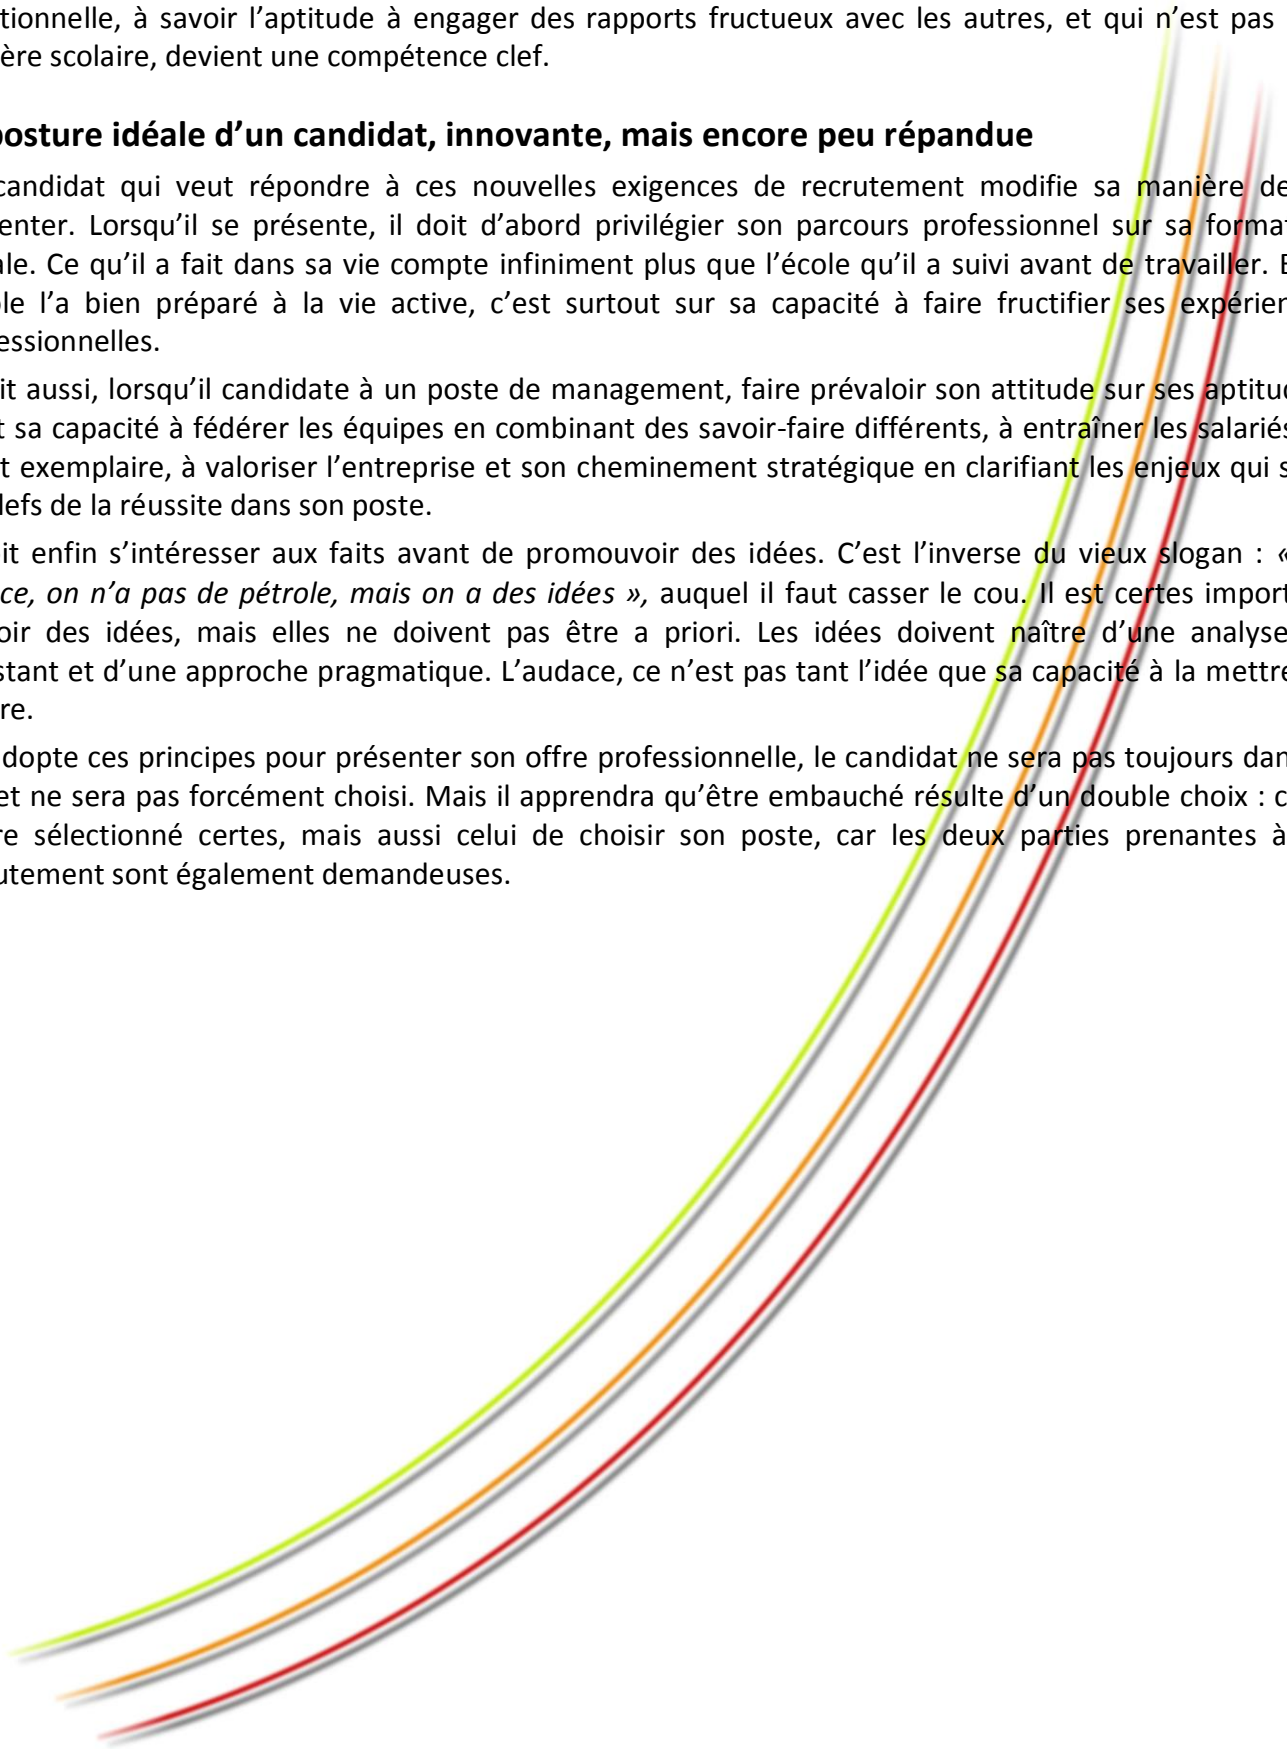 tionnelle, à savoir l’aptitude à engager des rapports fructueux avec les autres, et qui n’est pas
ère scolaire, devient une compétence clef.
posture idéale d’un candidat, innovante, mais encore peu répandue
candidat qui veut répondre à ces nouvelles exigences de recrutement modifie sa manière de
enter. Lorsqu’il se présente, il doit d’abord privilégier son parcours professionnel sur sa format
ale. Ce qu’il a fait dans sa vie compte infiniment plus que l’école qu’il a suivi avant de travailler. E
le l’a bien préparé à la vie active, c’est surtout sur sa capacité à faire fructifier ses expérien
essionnelles.
it aussi, lorsqu’il candidate à un poste de management, faire prévaloir son attitude sur ses aptitud
t sa capacité à fédérer les équipes en combinant des savoir-faire différents, à entraîner les salariés
t exemplaire, à valoriser l’entreprise et son cheminement stratégique en clarifiant les enjeux qui s
lefs de la réussite dans son poste.
it enfin s’intéresser aux faits avant de promouvoir des idées. C’est l’inverse du vieux slogan : «
ce, on n’a pas de pétrole, mais on a des idées », auquel il faut casser le cou. Il est certes import
oir des idées, mais elles ne doivent pas être a priori. Les idées doivent naître d’une analyse
stant et d’une approche pragmatique. L’audace, ce n’est pas tant l’idée que sa capacité à la mettre
re.
dopte ces principes pour présenter son offre professionnelle, le candidat ne sera pas toujours dan
et ne sera pas forcément choisi. Mais il apprendra qu’être embauché résulte d’un double choix : c
re sélectionné certes, mais aussi celui de choisir son poste, car les deux parties prenantes à
utement sont également demandeuses.